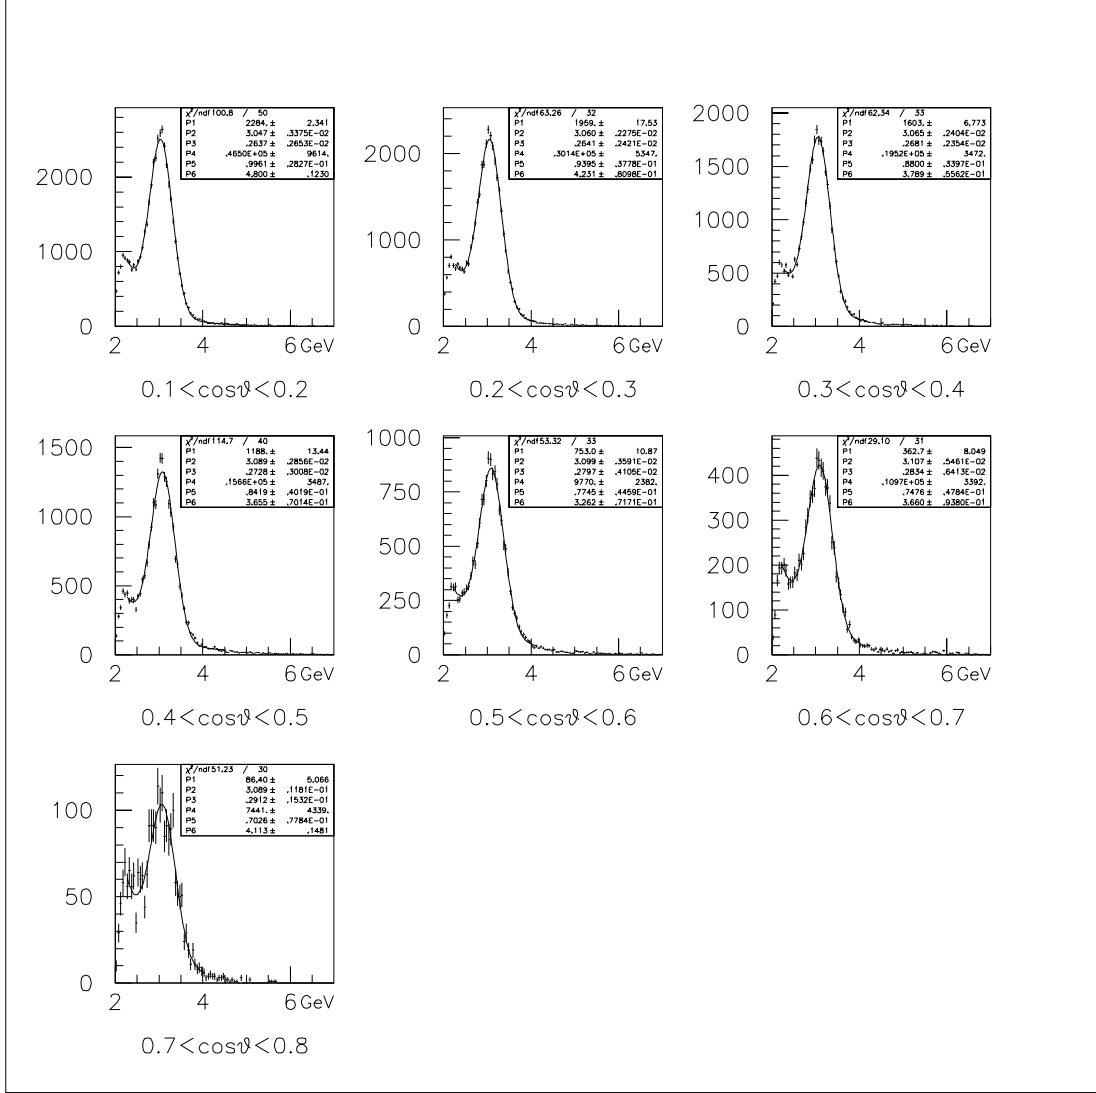 χ²/ndf 100.8 / 50
P1 2284. ± 2.341
P2 3.047 ± .3375E-02
P3 .2637 ± .2653E-02
P4 .4650E+05 ± 9614.
P5 .9961 ± .2827E-01
P6 4.800 ± .1230
2000
1000
0
2 4 6 GeV
0.1<cosϑ<0.2
χ²/ndf 63.26 / 32
P1 1959. ± 17.53
P2 3.060 ± .2275E-02
P3 .2641 ± .2421E-02
P4 .3014E+05 ± 5347.
P5 .9395 ± .3778E-01
P6 4.231 ± .8098E-01
2000
1000
0
2 4 6 GeV
0.2<cosϑ<0.3
χ²/ndf 62.34 / 33
P1 1603. ± 6.773
P2 3.065 ± .2404E-02
P3 .2681 ± .2354E-02
P4 .1952E+05 ± 3472.
P5 .8800 ± .3397E-01
P6 3.789 ± .5562E-01
2000
1500
1000
500
0
2 4 6 GeV
0.3<cosϑ<0.4
χ²/ndf 114.7 / 40
P1 1188. ± 13.44
P2 3.089 ± .2856E-02
P3 .2728 ± .3008E-02
P4 .1566E+05 ± 3487.
P5 .8419 ± .4019E-01
P6 3.655 ± .7014E-01
1500
1000
500
0
2 4 6 GeV
0.4<cosϑ<0.5
χ²/ndf 53.32 / 33
P1 753.0 ± 10.87
P2 3.099 ± .3591E-02
P3 .2797 ± .4105E-02
P4 9770. ± 2382.
P5 .7745 ± .4459E-01
P6 3.262 ± .7171E-01
1000
750
500
250
0
2 4 6 GeV
0.5<cosϑ<0.6
χ²/ndf 29.10 / 31
P1 362.7 ± 8.049
P2 3.107 ± .5461E-02
P3 .2834 ± .6413E-02
P4 .1097E+05 ± 3392.
P5 .7476 ± .4784E-01
P6 3.660 ± .9380E-01
400
300
200
100
0
2 4 6 GeV
0.6<cosϑ<0.7
χ²/ndf 51.23 / 30
P1 86.40 ± 5.066
P2 3.089 ± .1181E-01
P3 .2912 ± .1532E-01
P4 7441. ± 4339.
P5 .7026 ± .7784E-01
P6 4.113 ± .1481
100
50
0
2 4 6 GeV
0.7<cosϑ<0.8